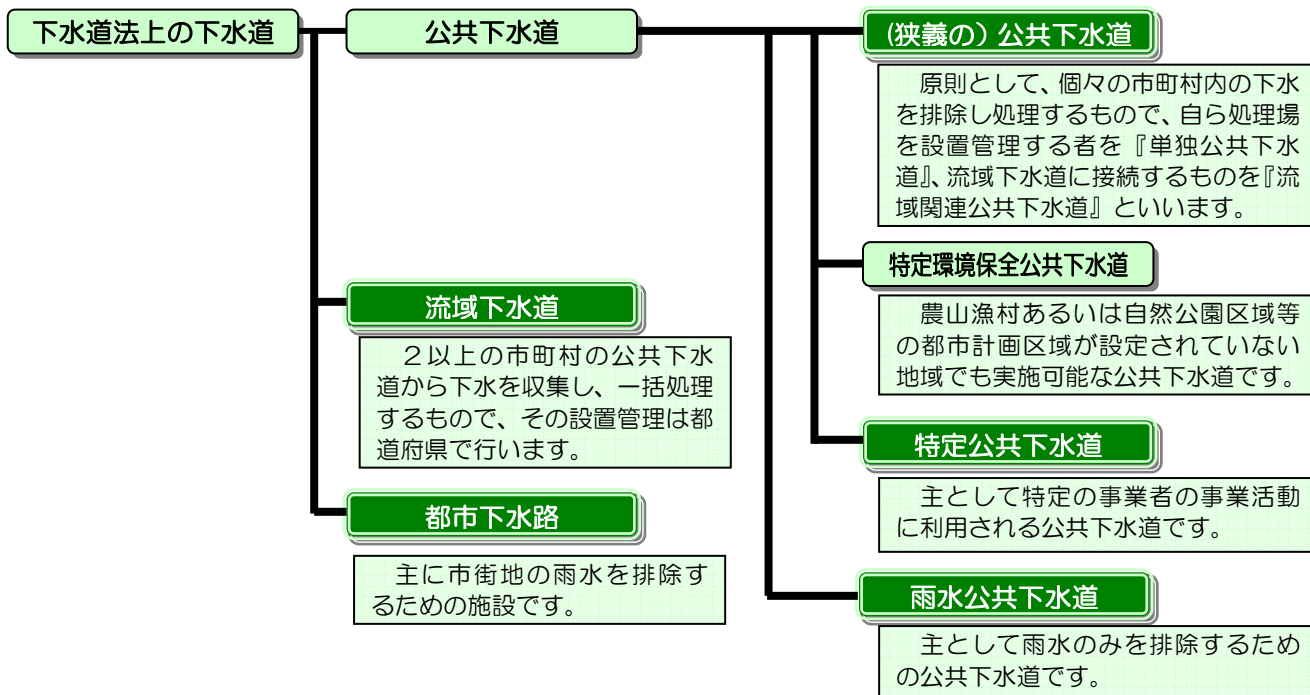 下水道法上の下水道
公共下水道
(狭義の）公共下水道
原則として、個々の市町村内の下水
を排除し処理するもので、自ら処理場
を設置管理する者を『単独公共下水
道』、流域下水道に接続するものを『流
域関連公共下水道』といいます。
特定環境保全公共下水道
農山漁村あるいは自然公園区域等
の都市計画区域が設定されていない
地域でも実施可能な公共下水道です。
流域下水道
２以上の市町村の公共下水
道から下水を収集し、一括処理
するもので、その設置管理は都
道府県で行います。
特定公共下水道
主として特定の事業者の事業活動
に利用される公共下水道です。
都市下水路
主に市街地の雨水を排除す
るための施設です。
雨水公共下水道
主として雨水のみを排除するため
の公共下水道です。